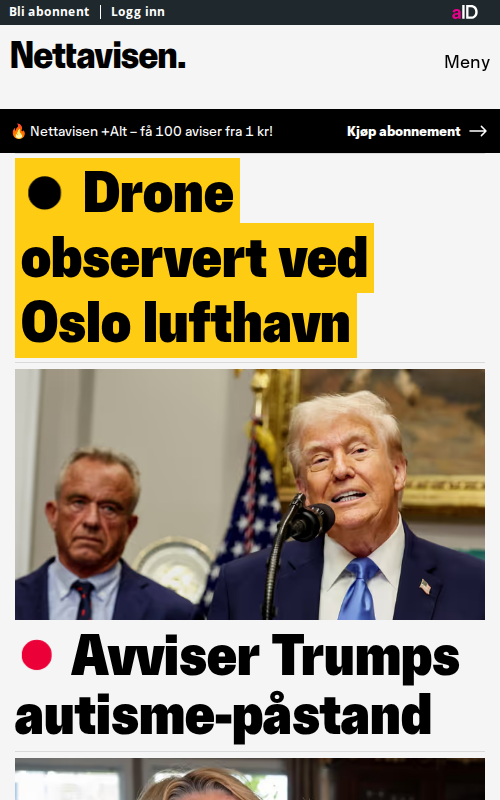 Bli abonnent | Logg inn
aID
Nettavisen.
Meny
🔥 Nettavisen +Alt – få 100 aviser fra 1 kr!
Kjøp abonnement →
Drone
observert ved
Oslo lufthavn
Avviser Trumps
autisme-påstand